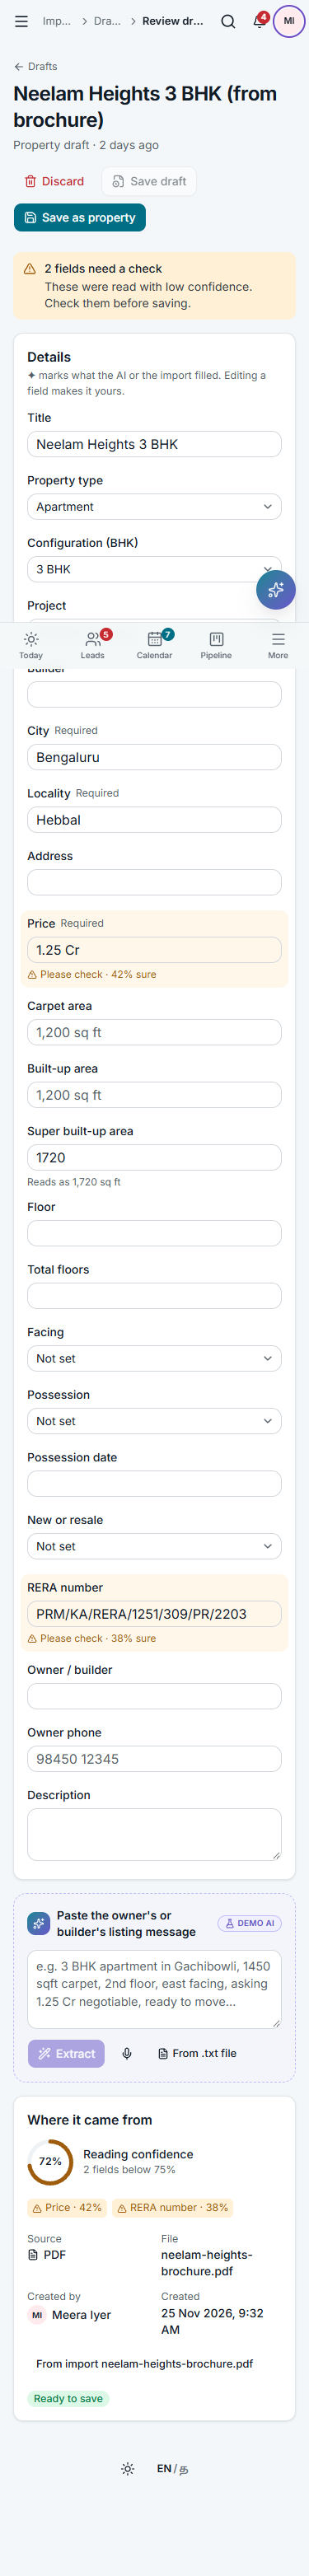 Imp...
Dra...
Review dr...
4
MI
Drafts
Neelam Heights 3 BHK (from
brochure)
Property draft · 2 days ago
Discard
Save draft
Save as property
2 fields need a check
These were read with low confidence.
Check them before saving.
Details
✦ marks what the AI or the import filled. Editing a
field makes it yours.
Title
Neelam Heights 3 BHK
Property type
Apartment
Configuration (BHK)
3 BHK
Project
Today
5
Leads
7
Calendar
Pipeline
More
Builder
City Required
Bengaluru
Locality Required
Hebbal
Address
Price Required
1.25 Cr
Please check · 42% sure
Carpet area
1,200 sq ft
Built-up area
1,200 sq ft
Super built-up area
1720
Reads as 1,720 sq ft
Floor
Total floors
Facing
Not set
Possession
Not set
Possession date
New or resale
Not set
RERA number
PRM/KA/RERA/1251/309/PR/2203
Please check · 38% sure
Owner / builder
Owner phone
98450 12345
Description
Paste the owner's or
builder's listing message
DEMO AI
e.g. 3 BHK apartment in Gachibowli, 1450
sqft carpet, 2nd floor, east facing, asking
1.25 Cr negotiable, ready to move...
Extract
From .txt file
Where it came from
72%
Reading confidence
2 fields below 75%
Price · 42%
RERA number · 38%
Source
PDF
File
neelam-heights-
brochure.pdf
Created by
MI Meera Iyer
Created
25 Nov 2026, 9:32
AM
From import neelam-heights-brochure.pdf
Ready to save
EN / த